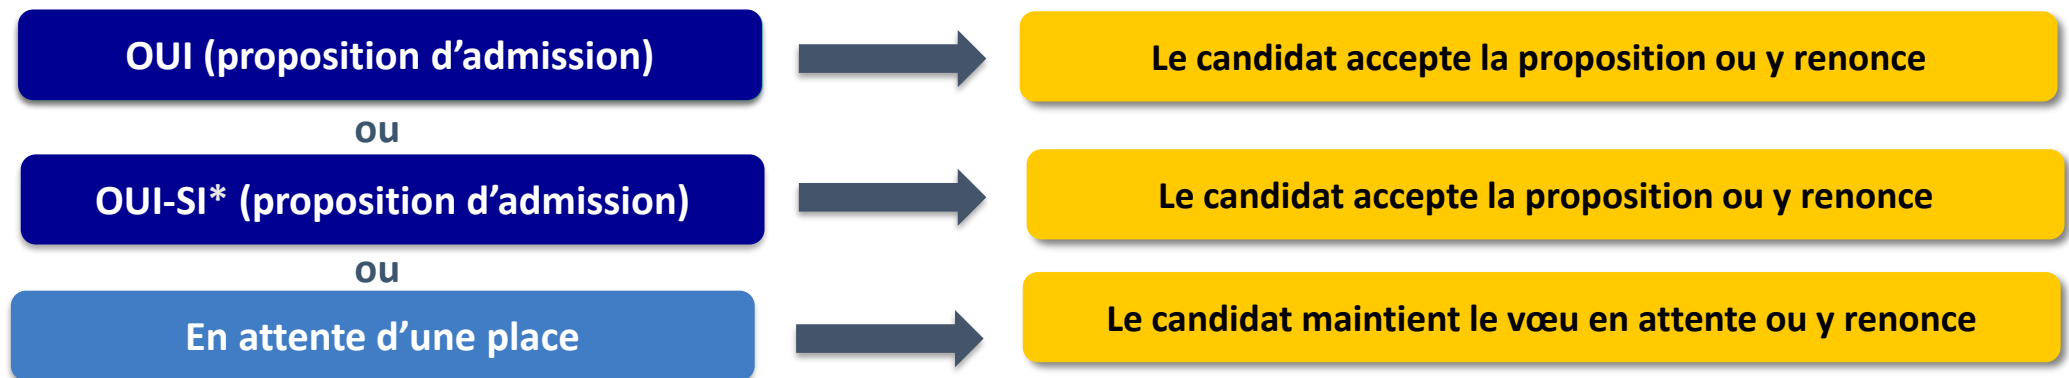 OUI (proposition d’admission)
Le candidat accepte la proposition ou y renonce
ou
OUI-SI* (proposition d’admission)
Le candidat accepte la proposition ou y renonce
ou
En attente d’une place
Le candidat maintient le vœu en attente ou y renonce